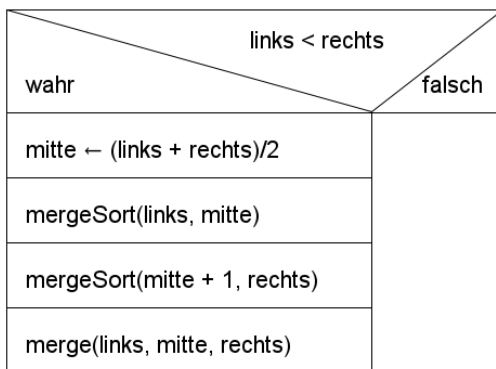 links < rechts
wahr
falsch
mitte ← (links + rechts)/2
mergeSort(links, mitte)
mergeSort(mitte + 1, rechts)
merge(links, mitte, rechts)